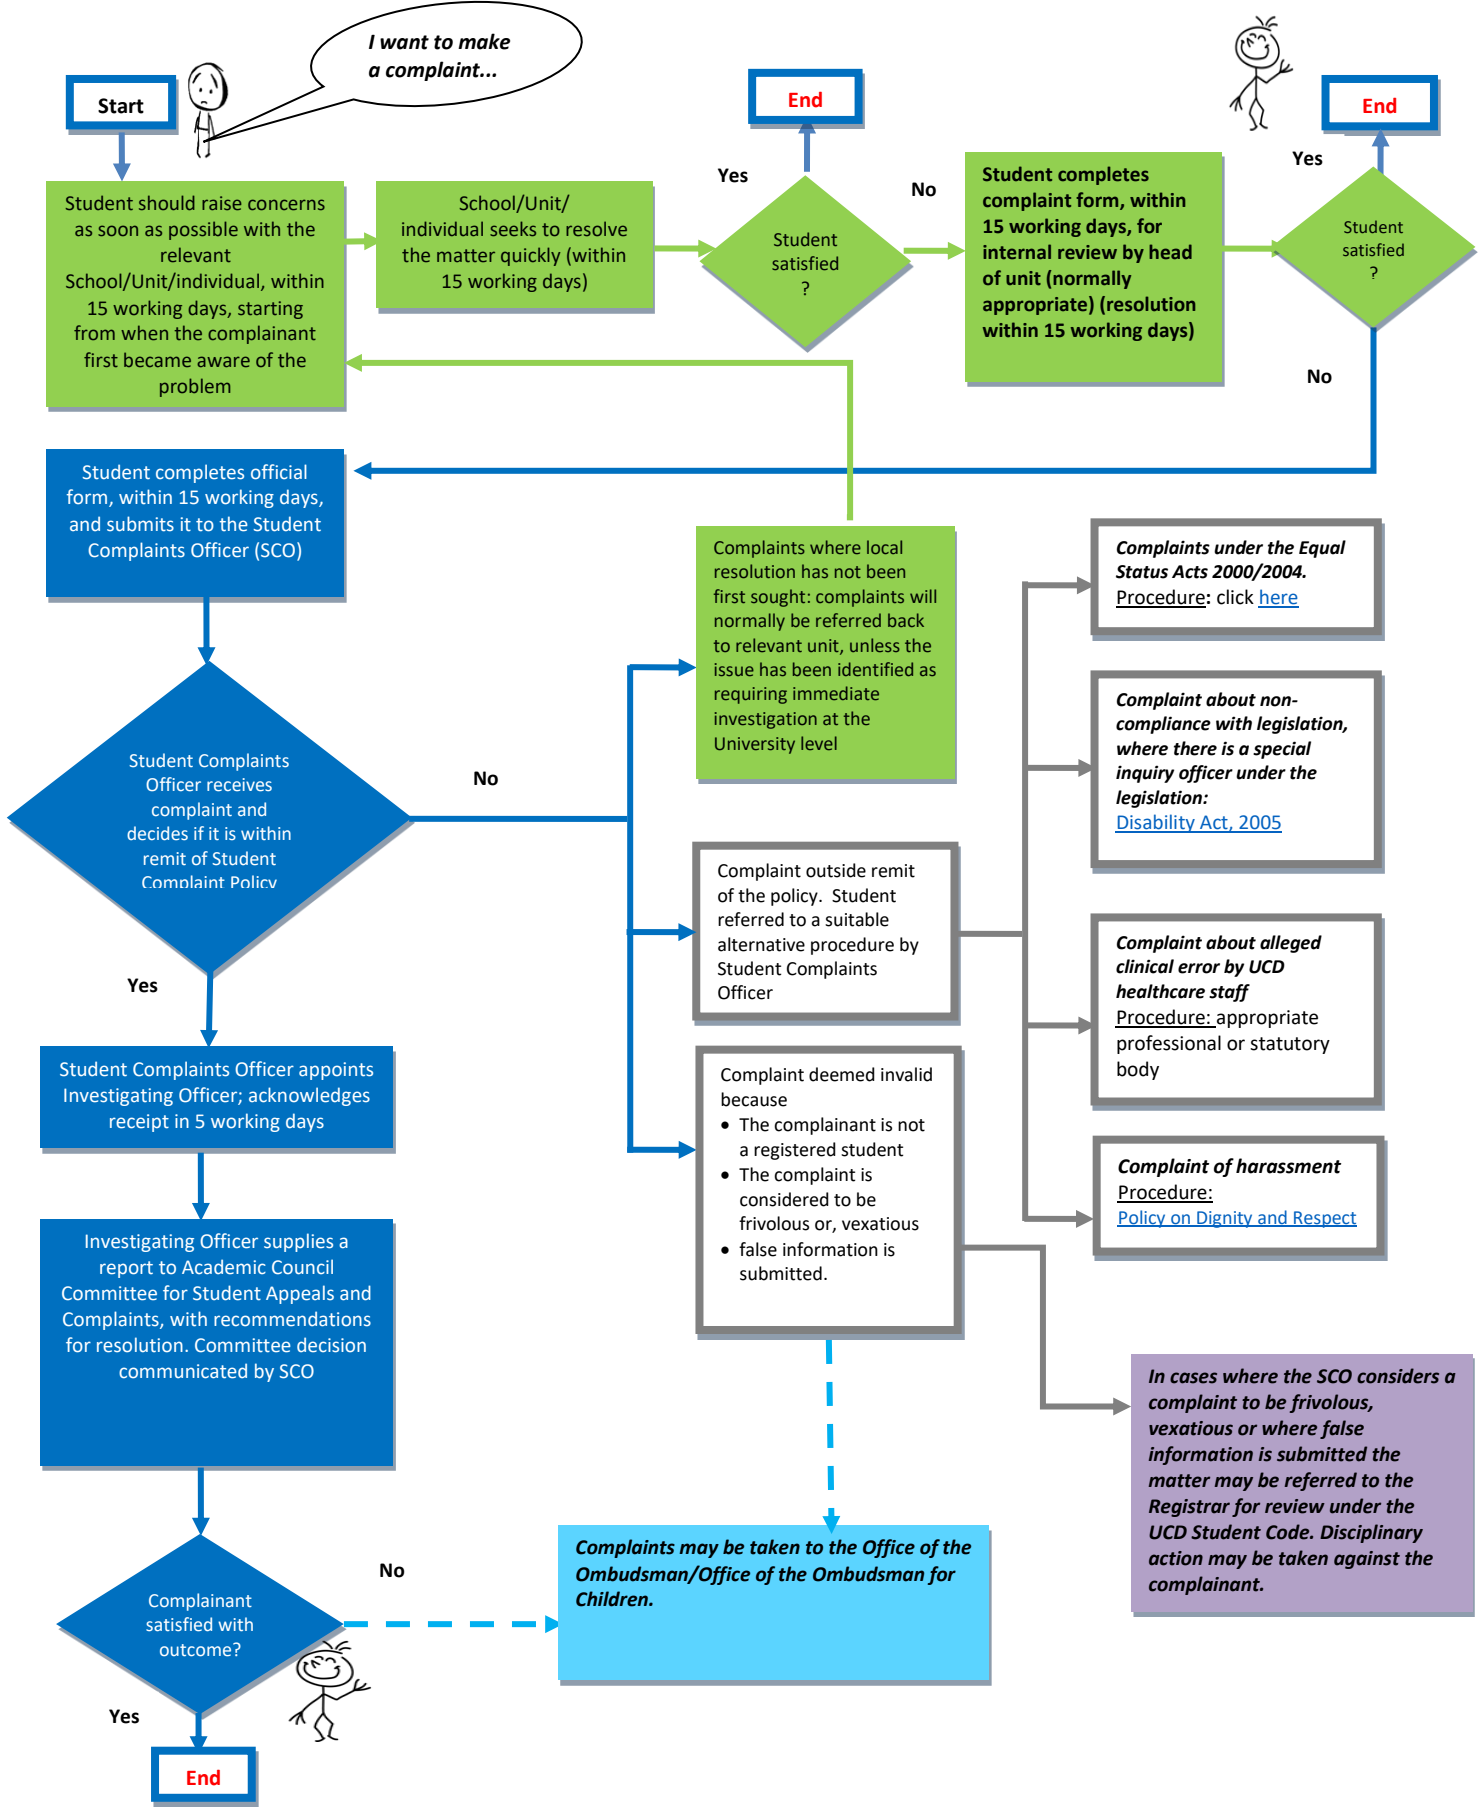 I want to make
a complaint...
Start
End
End
Yes
No
Yes
Student should raise concerns
as soon as possible with the
relevant
School/Unit/individual, within
15 working days, starting
from when the complainant
first became aware of the
problem
School/Unit/
individual seeks to resolve
the matter quickly (within
15 working days)
Student
satisfied
?
Student completes
complaint form, within
15 working days, for
internal review by head
of unit (normally
appropriate) (resolution
within 15 working days)
Student
satisfied
?
No
Student completes official
form, within 15 working days,
and submits it to the Student
Complaints Officer (SCO)
Complaints where local
resolution has not been
first sought: complaints will
normally be referred back
to relevant unit, unless the
issue has been identified as
requiring immediate
investigation at the
University level
Complaints under the Equal
Status Acts 2000/2004.
Procedure: click here
Complaint about non-
compliance with legislation,
where there is a special
inquiry officer under the
legislation:
Disability Act, 2005
Student Complaints
Officer receives
complaint and
decides if it is within
remit of Student
Complaint Policy
No
Complaint outside remit
of the policy. Student
referred to a suitable
alternative procedure by
Student Complaints
Officer
Complaint about alleged
clinical error by UCD
healthcare staff
Procedure: appropriate
professional or statutory
body
Yes
Student Complaints Officer appoints
Investigating Officer; acknowledges
receipt in 5 working days
Complaint deemed invalid
because
• The complainant is not
a registered student
• The complaint is
considered to be
frivolous or, vexatious
• false information is
submitted.
Complaint of harassment
Procedure:
Policy on Dignity and Respect
Investigating Officer supplies a
report to Academic Council
Committee for Student Appeals and
Complaints, with recommendations
for resolution. Committee decision
communicated by SCO
In cases where the SCO considers a
complaint to be frivolous,
vexatious or where false
information is submitted the
matter may be referred to the
Registrar for review under the
UCD Student Code. Disciplinary
action may be taken against the
complainant.
Complaints may be taken to the Office of the
Ombudsman/Office of the Ombudsman for
Children.
No
Complainant
satisfied with
outcome?
Yes
End